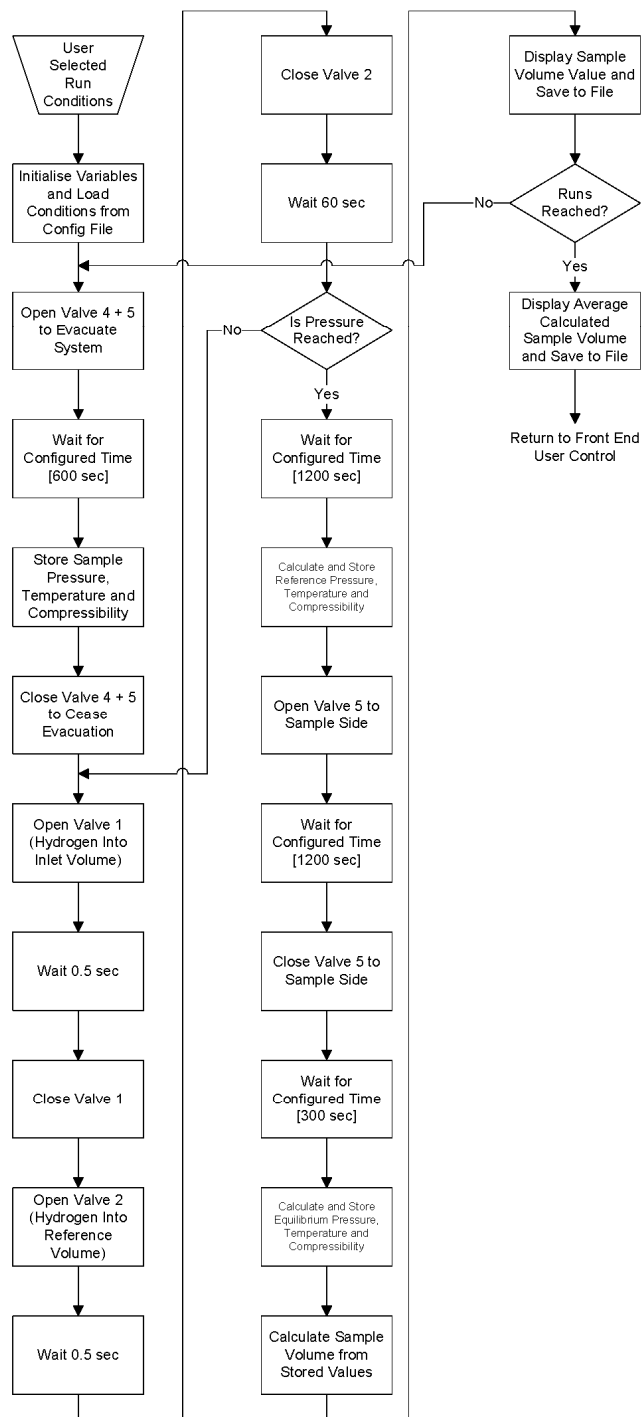 User
Selected
Run
Conditions
Initialise Variables
and Load
Conditions from
Config File
Open Valve 4 + 5
to Evacuate
System
Wait for
Configured Time
[600 sec]
Store Sample
Pressure,
Temperature and
Compressibility
Close Valve 4 + 5
to Cease
Evacuation
Open Valve 1
(Hydrogen Into
Inlet Volume)
Wait 0.5 sec
Close Valve 1
Open Valve 2
(Hydrogen Into
Reference
Volume)
Wait 0.5 sec
Close Valve 2
Wait 60 sec
Is Pressure
Reached?
No
Yes
Wait for
Configured Time
[1200 sec]
Calculate and Store
Reference Pressure,
Temperature and
Compressibility
Open Valve 5 to
Sample Side
Wait for
Configured Time
[1200 sec]
Close Valve 5 to
Sample Side
Wait for
Configured Time
[300 sec]
Calculate and Store
Equilibrium Pressure,
Temperature and
Compressibility
Calculate Sample
Volume from
Stored Values
Display Sample
Volume Value and
Save to File
Runs
Reached?
No
Yes
Display Average
Calculated
Sample Volume
and Save to File
Return to Front End
User Control